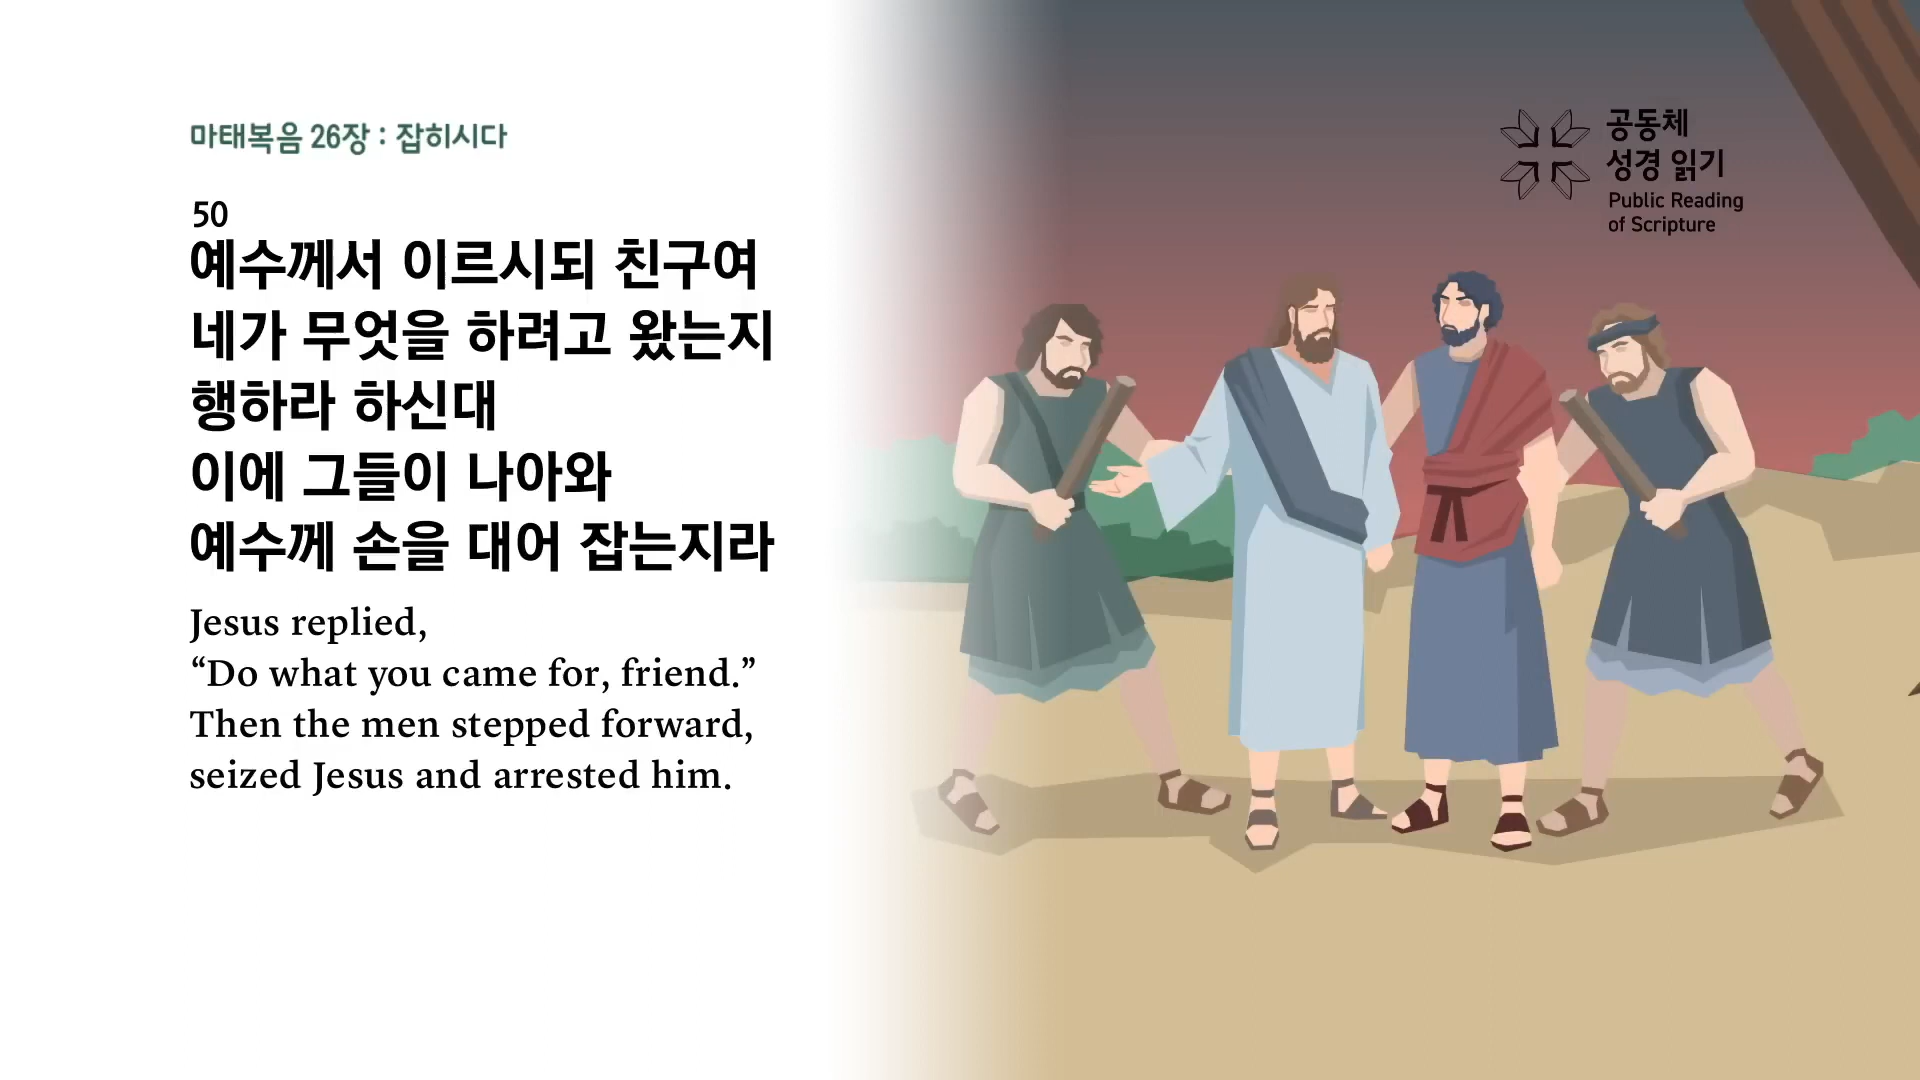 마태복음 26장 : 잡히시다
50
예수께서 이르시되 친구여
네가 무엇을 하려고 왔는지
행하라 하신대
이에 그들이 나아와
예수께 손을 대어 잡는지라
Jesus replied,
“Do what you came for, friend.”
Then the men stepped forward,
seized Jesus and arrested him.
공동체
성경 읽기
Public Reading
of Scripture